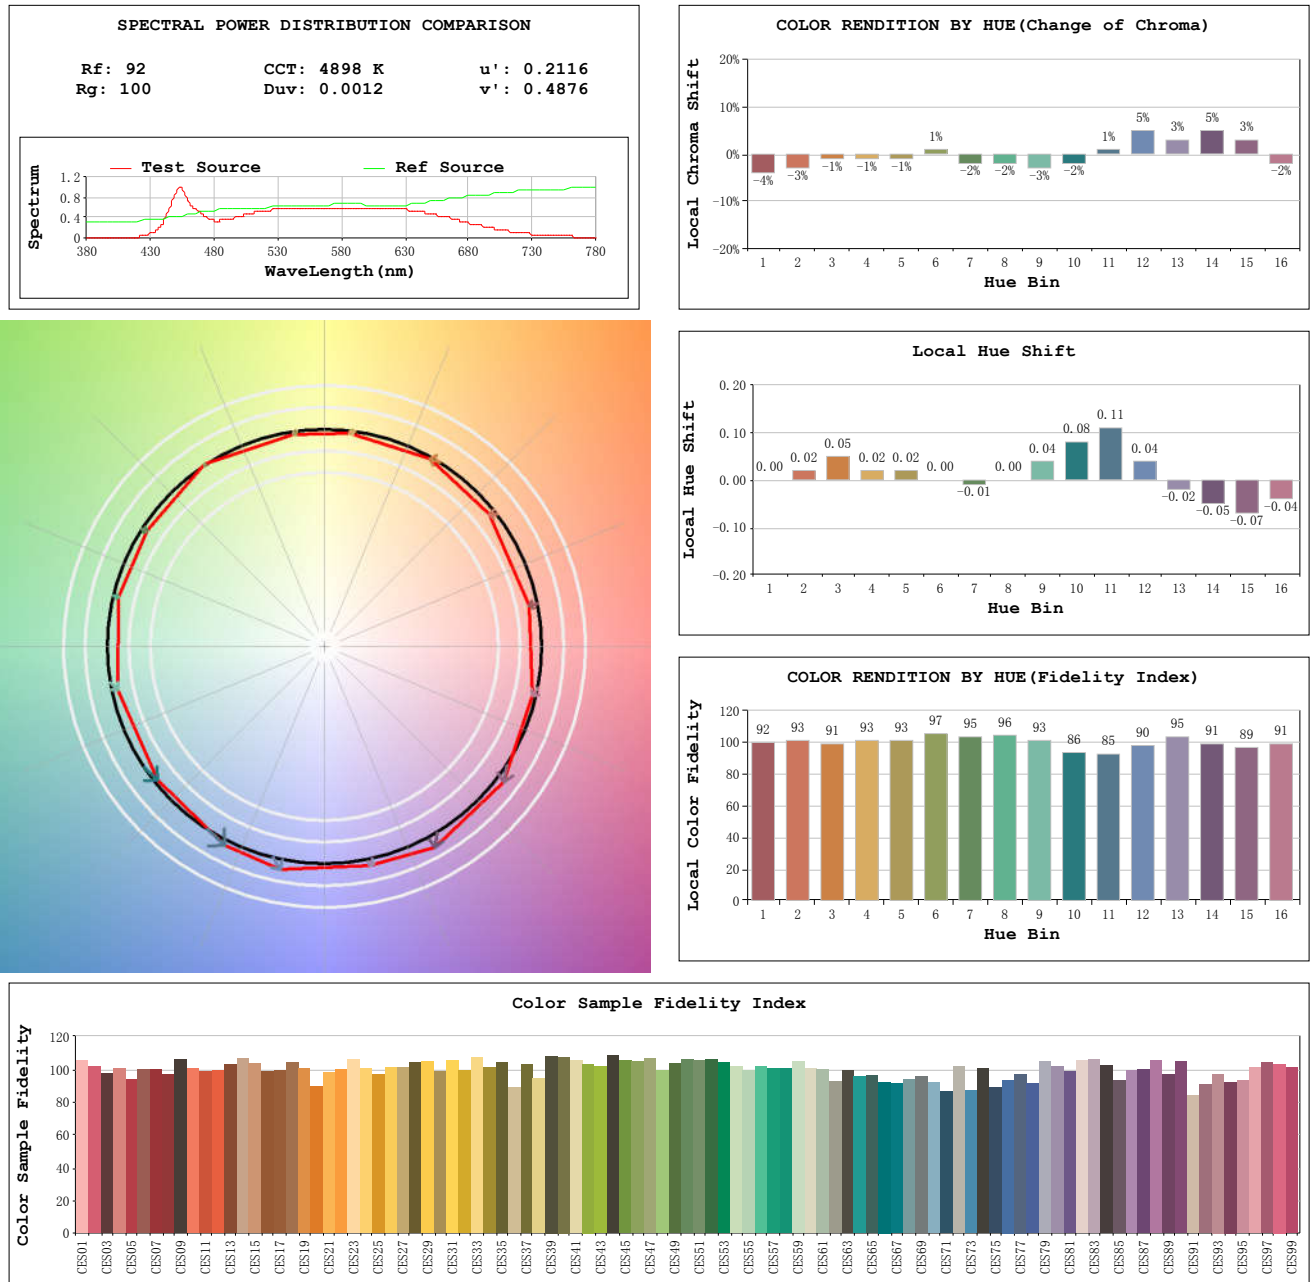 SPECTRAL POWER DISTRIBUTION COMPARISON
Rf: 92 CCT: 4898 K u': 0.2116
Rg: 100 Duv: 0.0012 v': 0.4876
Test Source Ref Source
Spectrum
1.2
0.8
0.4
0
380 430 480 530 580 630 680 730 780
WaveLength(nm)
COLOR RENDITION BY HUE(Change of Chroma)
Local Chroma Shift
20%
10%
0%
-10%
-20%
-4% -3% -1% -1% -1% 1% -2% -2% -3% -2% 1% 5% 3% 5% 3% -2%
1 2 3 4 5 6 7 8 9 10 11 12 13 14 15 16
Hue Bin
Local Hue Shift
Local Hue Shift
0.20
0.10
0.00
-0.10
-0.20
0.00 0.02 0.05 0.02 0.02 0.00 -0.01 0.00 0.04 0.08 0.11 0.04 -0.02 -0.05 -0.07 -0.04
1 2 3 4 5 6 7 8 9 10 11 12 13 14 15 16
Hue Bin
COLOR RENDITION BY HUE(Fidelity Index)
Local Color Fidelity
120
100
80
60
40
20
0
92 93 91 93 93 97 95 96 93 86 85 90 95 91 89 91
1 2 3 4 5 6 7 8 9 10 11 12 13 14 15 16
Hue Bin
Color Sample Fidelity Index
Color Sample Fidelity
120
100
80
60
40
20
0
CES01 CES03 CES05 CES07 CES09 CES11 CES13 CES15 CES17 CES19 CES21 CES23 CES25 CES27 CES29 CES31 CES33 CES35 CES37 CES39 CES41 CES43 CES45 CES47 CES49 CES51 CES53 CES55 CES57 CES59 CES61 CES63 CES65 CES67 CES69 CES71 CES73 CES75 CES77 CES79 CES81 CES83 CES85 CES87 CES89 CES91 CES93 CES95 CES97 CES99